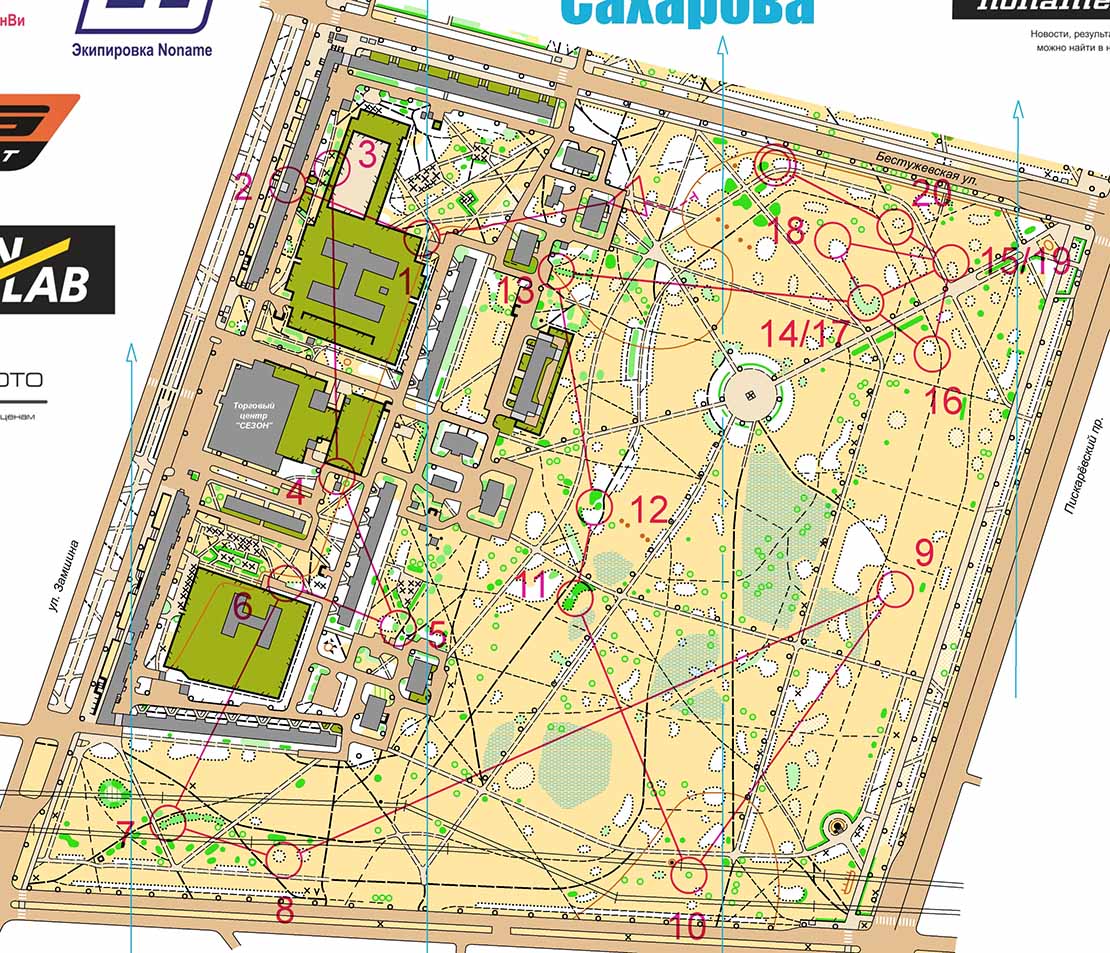 нВи
Экипировка Noname
Сахарова
noname
Новости, результа
можно найти в н
Т
N
LAB
ОТО
ценам
Бестужевская ул.
Пискарёвский пр.
ул. Замшина
Торговый
центр
"СЕЗОН"
1
2
3
4
5
6
7
8
9
10
11
12
13
14/17
15/19
16
18
20